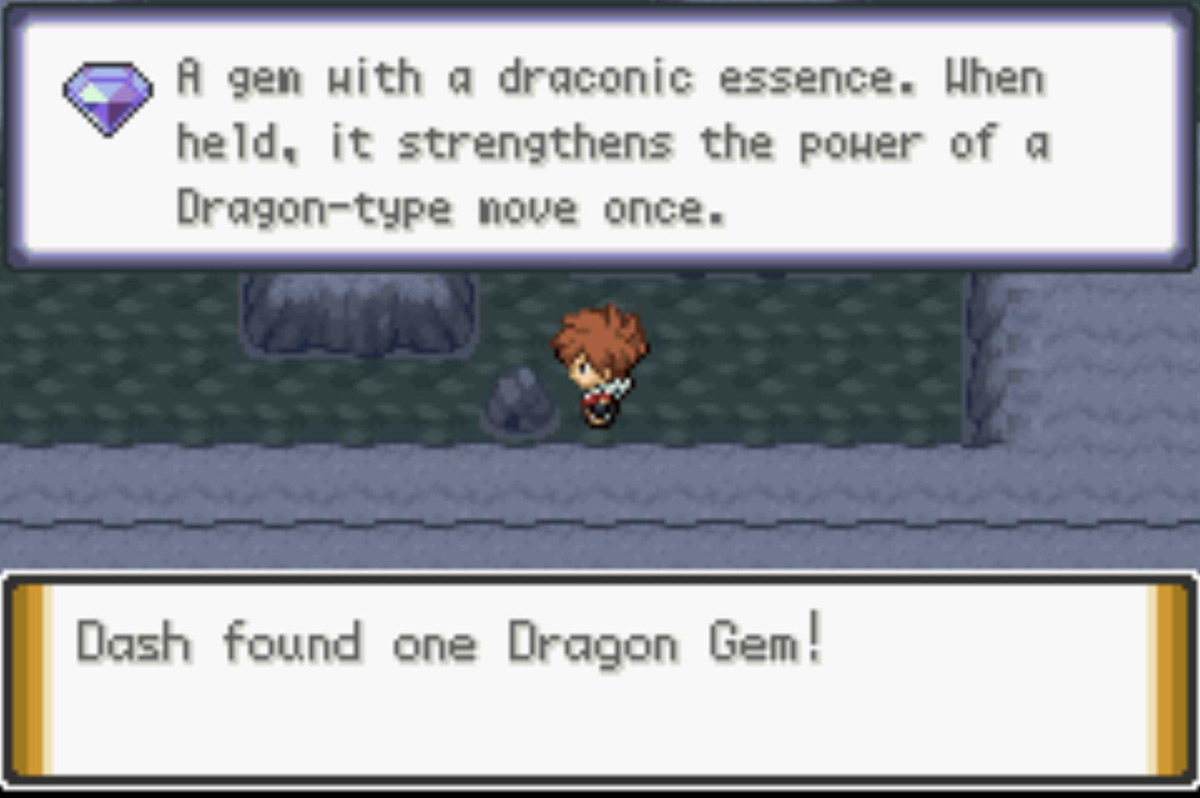 A gem with a draconic essence. When
held, it strengthens the power of a
Dragon-type move once.
Dash found one Dragon Gem!